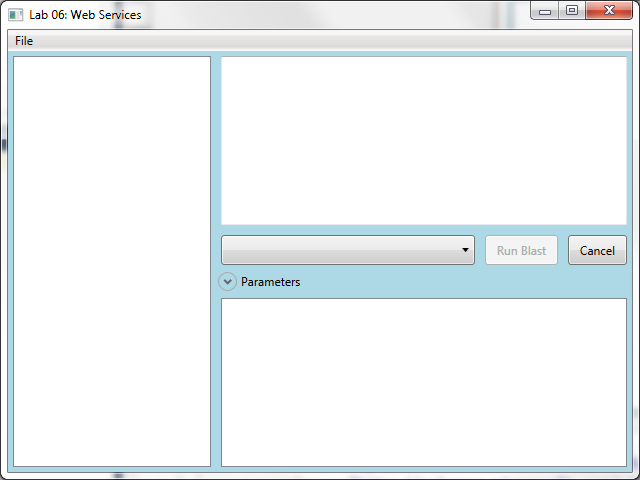 Lab 06: Web Services
File
Run Blast
Cancel
Parameters